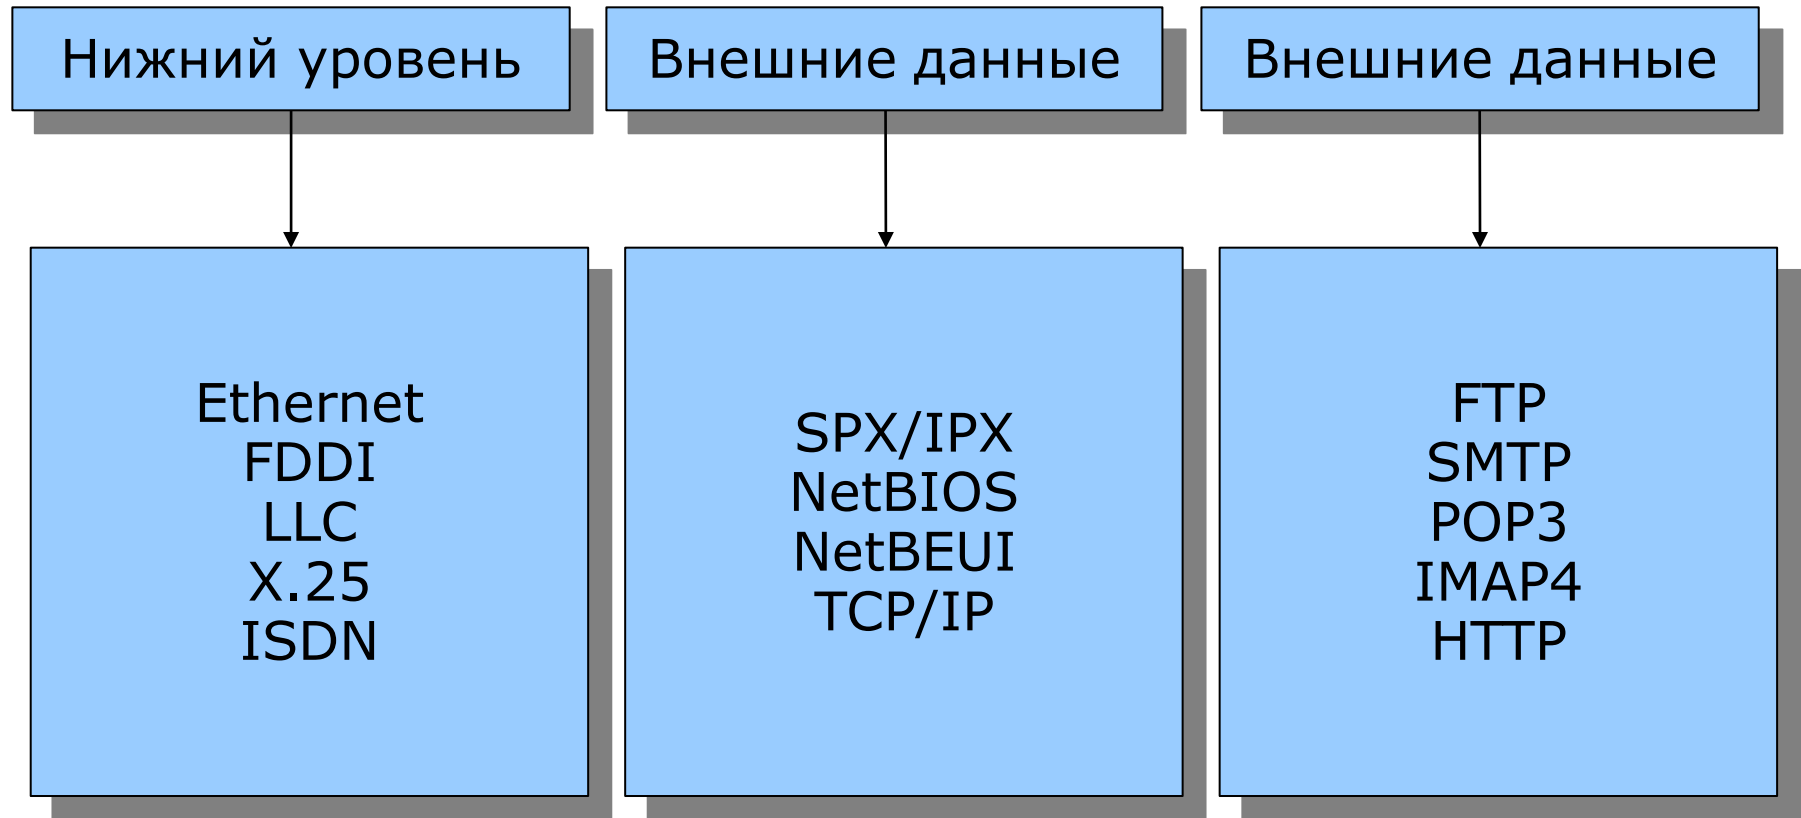 Нижний уровень
Внешние данные
Внешние данные
Ethernet
FDDI
LLC
X.25
ISDN
SPX/IPX
NetBIOS
NetBEUI
TCP/IP
FTP
SMTP
POP3
IMAP4
HTTP